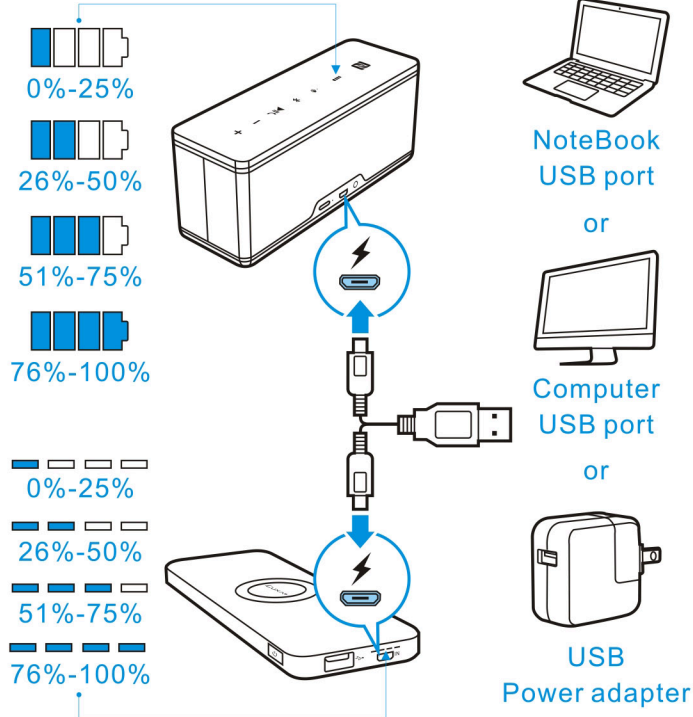 0%-25%
26%-50%
51%-75%
76%-100%
0%-25%
26%-50%
51%-75%
76%-100%
NoteBook
USB port
or
Computer
USB port
or
USB
Power adapter